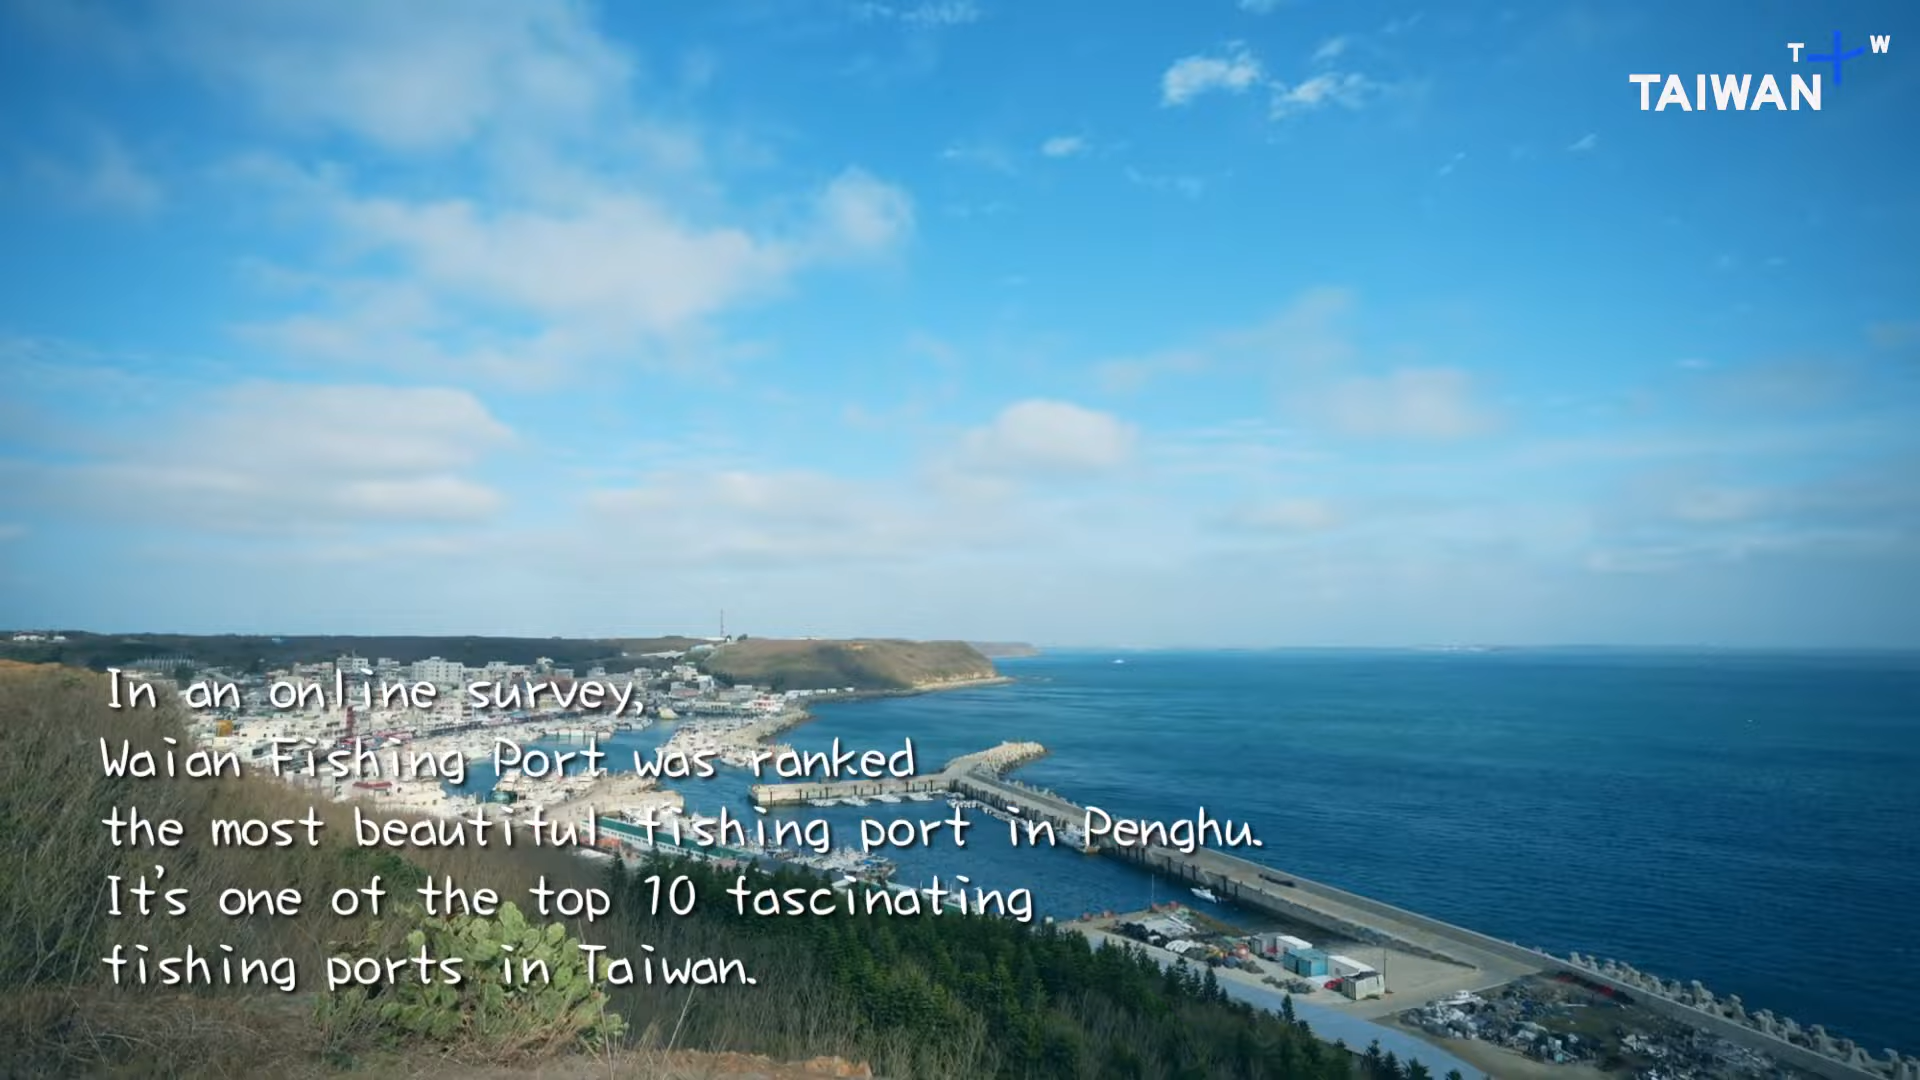 T W
TAIWAN
In an online survey,
Waian Fishing Port was ranked
the most beautiful fishing port in Penghu.
It's one of the top 10 fascinating
fishing ports in Taiwan.